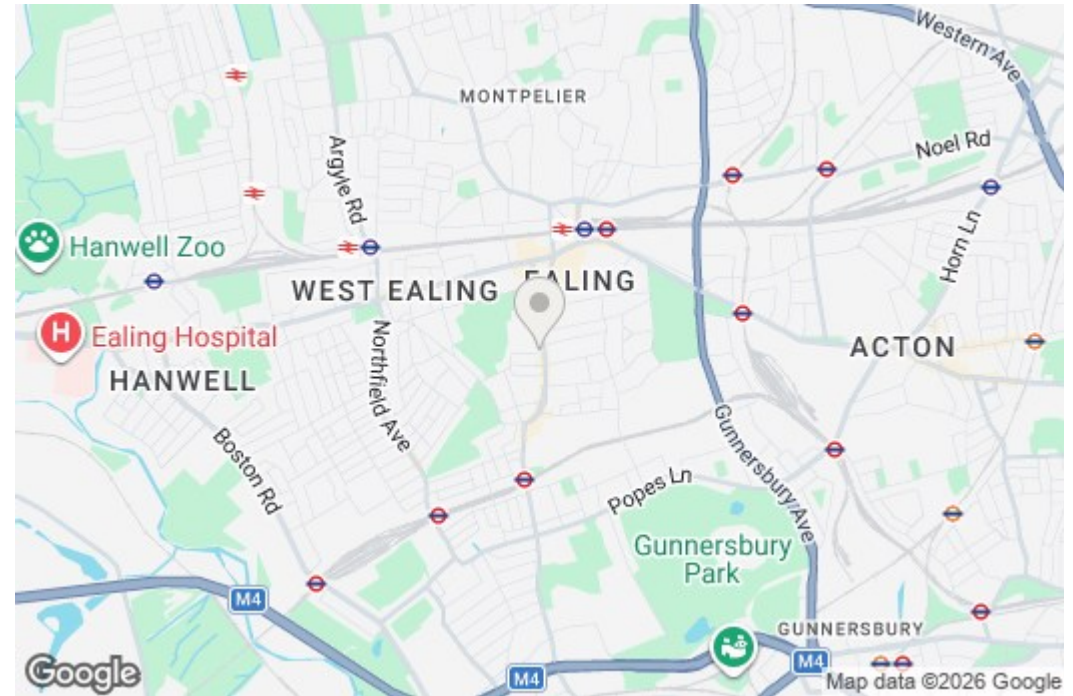 Western Ave
MONTPELIER
Argyle Rd
Noel Rd
Hanwell Zoo
Horn Ln
WEST EALING
EALING
H
Ealing Hospital
ACTON
HANWELL
Northfield Ave
Boston Rd
Gunnersbury Ave
Popes Ln
Gunnersbury
Park
M4
GUNNERSBURY
M4
M4
Google
Map data ©2026 Google